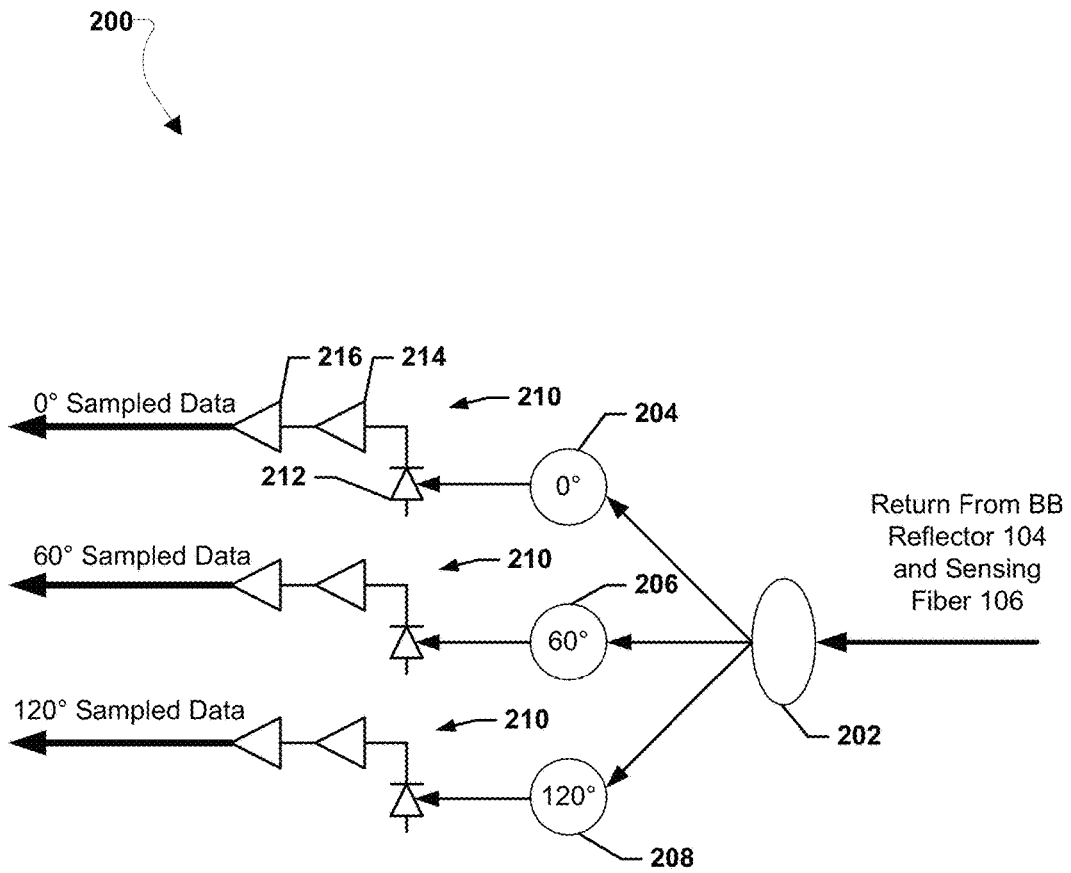 200
216
214
0° Sampled Data
210
204
212
0°
Return From BB
Reflector 104
and Sensing
Fiber 106
60° Sampled Data
210
206
60°
120° Sampled Data
210
202
120°
208